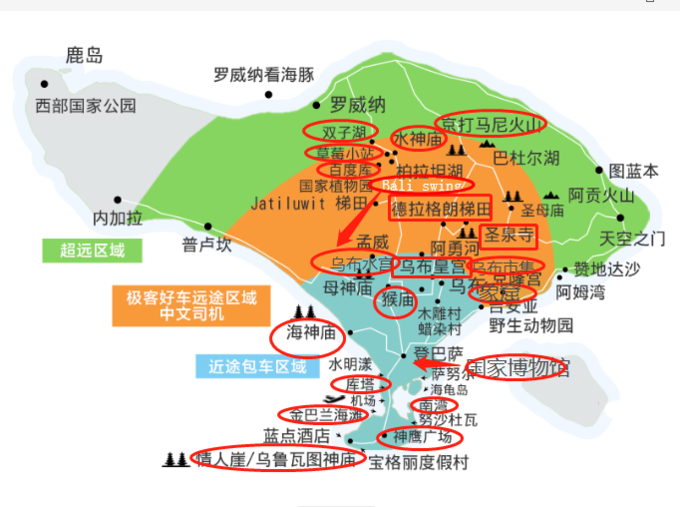 鹿岛
罗威纳看海豚
西部国家公园
罗威纳
双子湖
水神庙
京打马尼火山
草莓小站
巴杜尔湖
百度库
柏拉坦湖
图蓝本
国家植物园
Bali swing
Jatiluwit 梯田
德拉格朗梯田
阿贡火山
圣母庙
内加拉
普卢坎
孟威
阿勇河
圣泉寺
天空之门
超远区域
乌布水宫
乌布皇宫
乌布市集
赞地达沙
母神庙
乌布
象窟
阿姆湾
极客好车远途区域
中文司机
猴庙
木雕村
蜡染村
吉安亚
野生动物园
海神庙
登巴萨
近途包车区域
水明漾
国家博物馆
萨努尔
库塔
海龟岛
机场
南湾
金巴兰海滩
努沙杜瓦
蓝点酒店
神鹰广场
情人崖/乌鲁瓦图神庙
宝格丽度假村